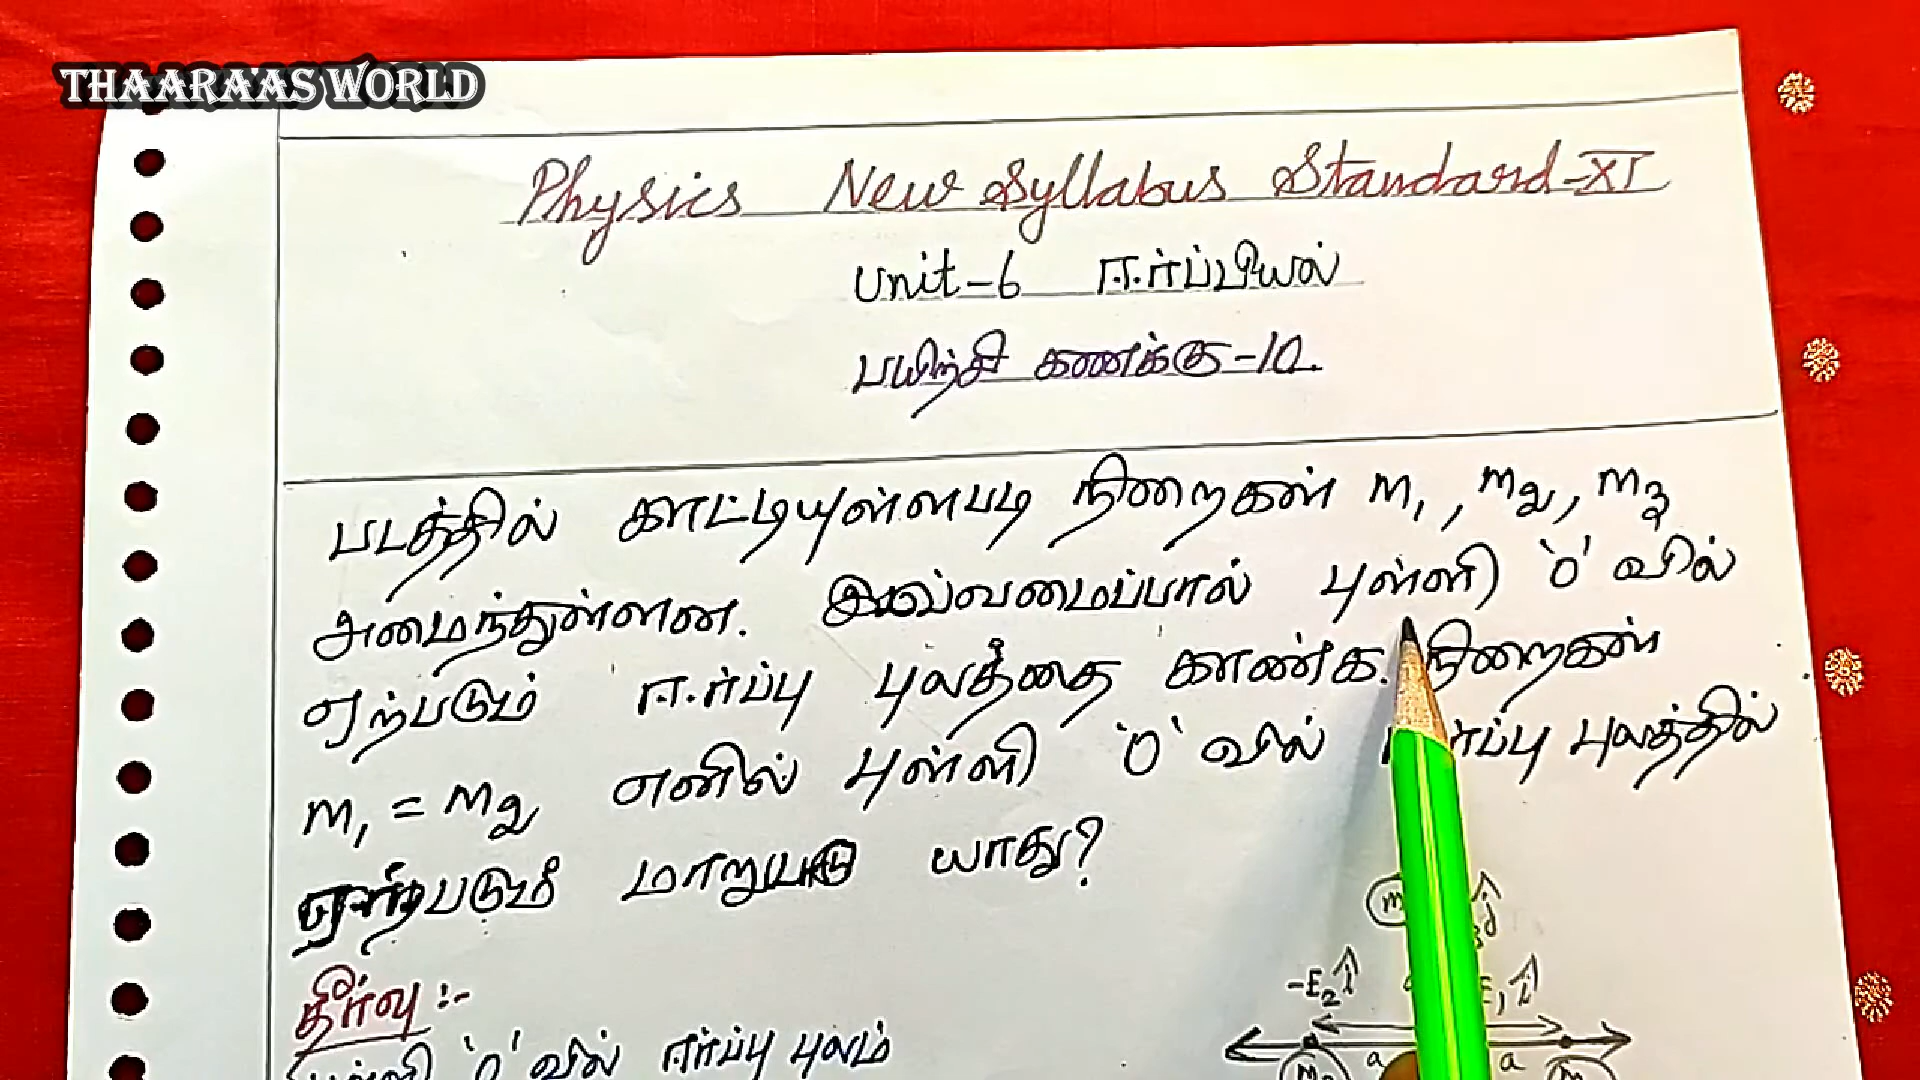 THAARAAS WORLD
Physics New Syllabus Standard-XI
Unit-6 ஈர்ப்பியல்
பயிற்சி கணக்கு-10.
படத்தில் காட்டியுள்ளபடி நிறைகள் m₁, m₂, m₃
அமைந்துள்ளன. இவ்வமைப்பால் புள்ளி 'O' வில்
ஏற்படும் ஈர்ப்பு புலத்தை காண்க. நிறைகள்
m₁ = m₂ எனில் புள்ளி 'O' வில் புலத்தில்
ஏற்படும் மாறுபாடு யாது?
-E₂î
a a
தீர்வு :-
புள்ளி 'O' வில் ஈர்ப்பு புலம்